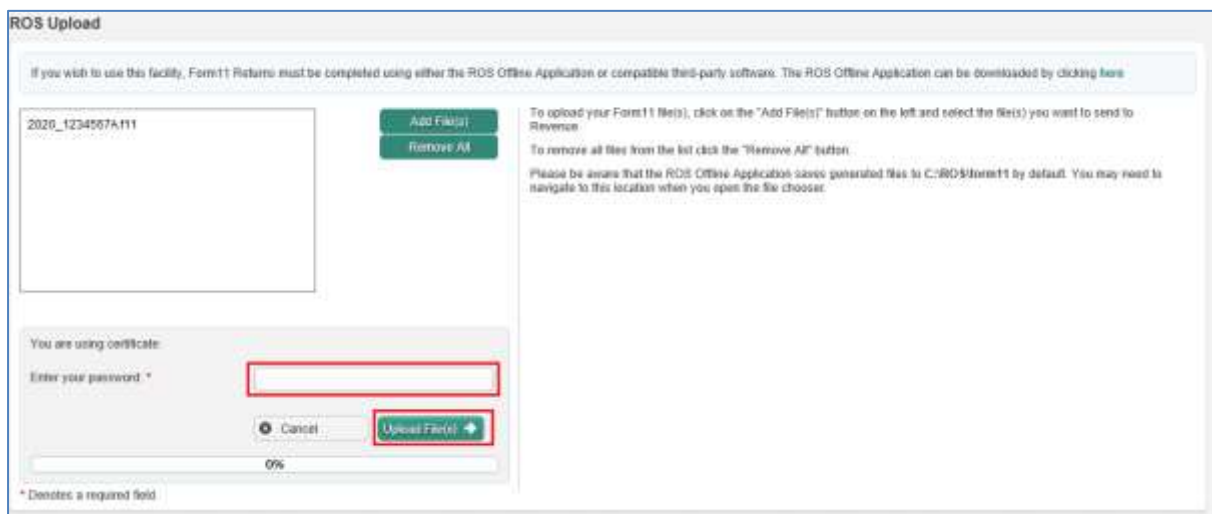 ROS Upload
If you wish to use this facility, Form11 Returns must be completed using either the ROS Offline Application or compatible third-party software. The ROS Offline Application can be downloaded by clicking here
2020_1234567A.f11
Add File(s)
Remove All
To upload your Form11 file(s), click on the "Add File(s)" button on the left and select the file(s) you want to send to
Revenue.
To remove all files from the list click the "Remove All" button
Please be aware that the ROS Offline Application saves generated files to C:\ROS\form11 by default. You may need to
navigate to this location when you open the file chooser.
You are using certificate:
Enter your password *
Cancel
Upload File(s)
0%
* Denotes a required field